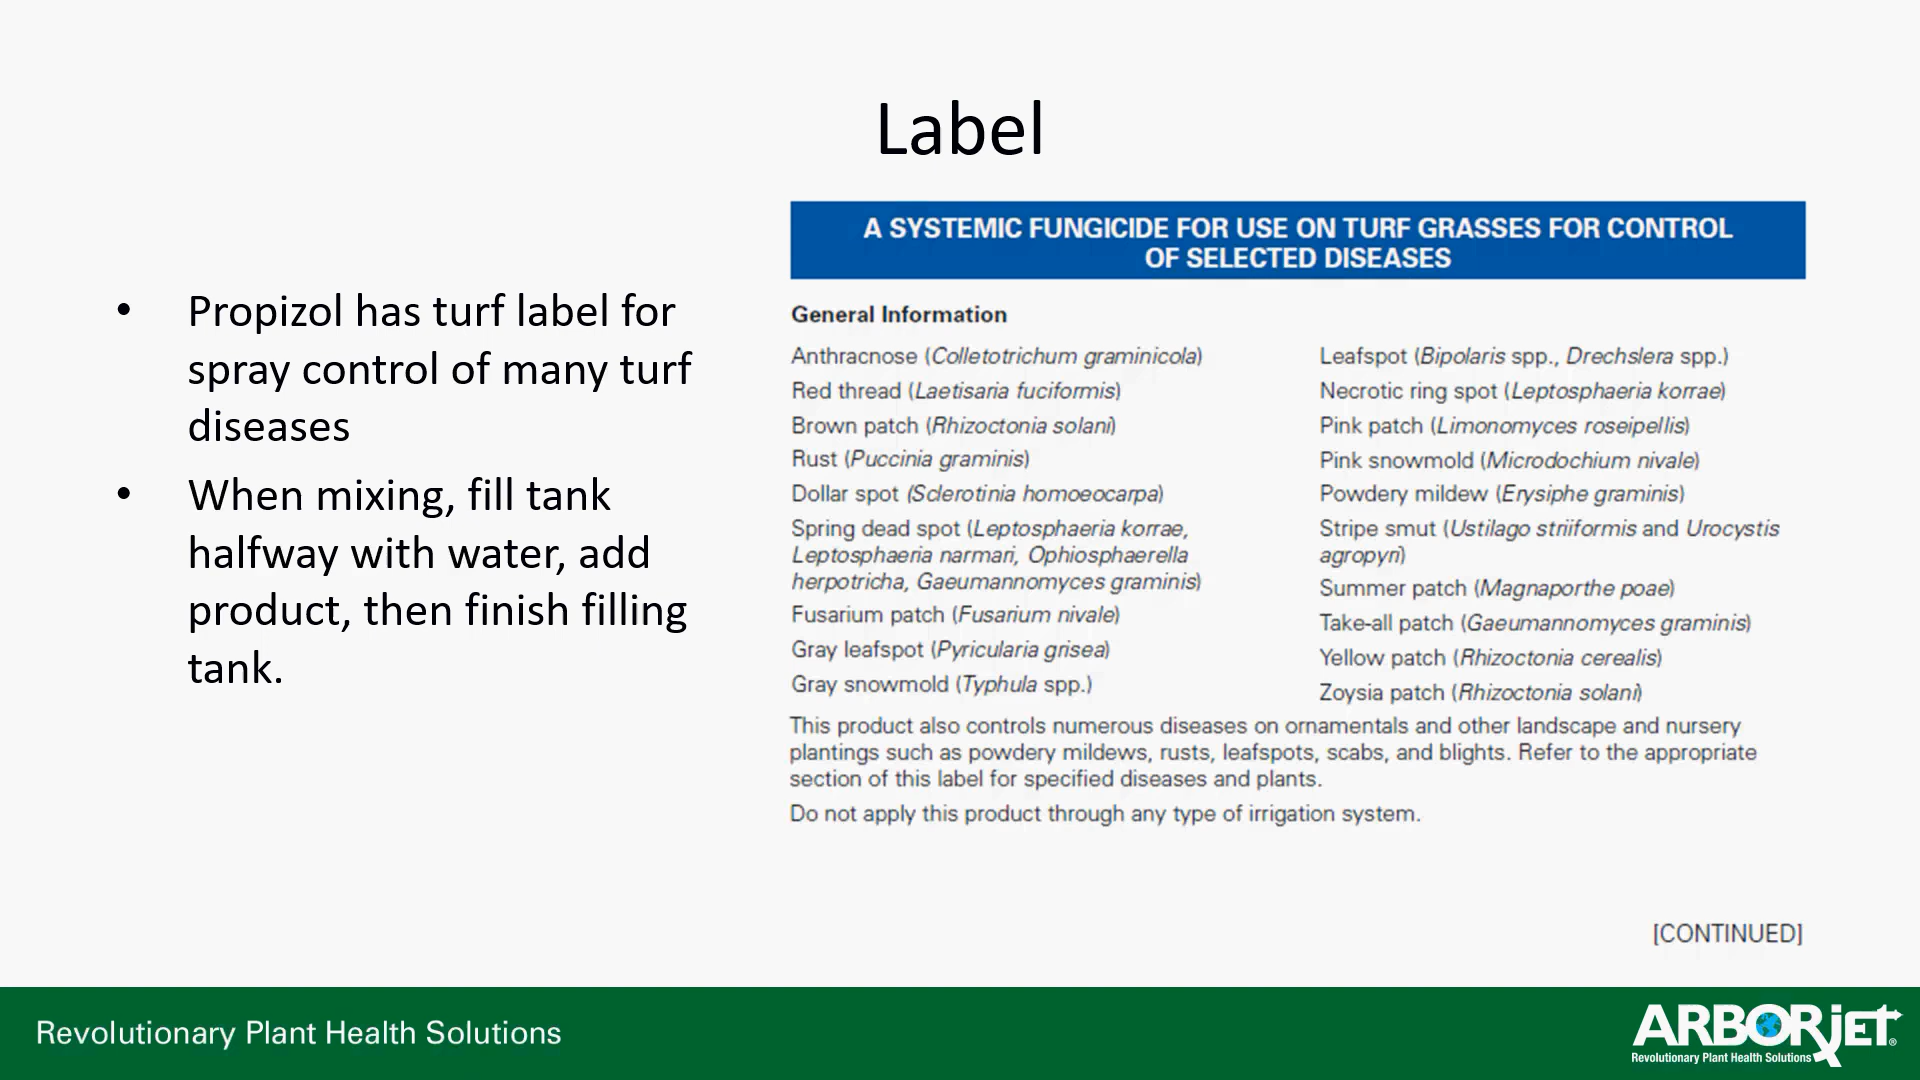 Label
• Propizol has turf label for
spray control of many turf
diseases
• When mixing, fill tank
halfway with water, add
product, then finish filling
tank.
A SYSTEMIC FUNGICIDE FOR USE ON TURF GRASSES FOR CONTROL
OF SELECTED DISEASES
General Information
Anthracnose (Colletotrichum graminicola)
Red thread (Laetisaria fuciformis)
Brown patch (Rhizoctonia solani)
Rust (Puccinia graminis)
Dollar spot (Sclerotinia homoeocarpa)
Spring dead spot (Leptosphaeria korrae,
Leptosphaeria narmari, Ophiosphaerella
herpotricha, Gaeumannomyces graminis)
Fusarium patch (Fusarium nivale)
Gray leafspot (Pyricularia grisea)
Gray snowmold (Typhula spp.)
Leafspot (Bipolaris spp., Drechslera spp.)
Necrotic ring spot (Leptosphaeria korrae)
Pink patch (Limonomyces roseipellis)
Pink snowmold (Microdochium nivale)
Powdery mildew (Erysiphe graminis)
Stripe smut (Ustilago striiformis and Urocystis
agropyri)
Summer patch (Magnaporthe poae)
Take-all patch (Gaeumannomyces graminis)
Yellow patch (Rhizoctonia cerealis)
Zoysia patch (Rhizoctonia solani)
This product also controls numerous diseases on ornamentals and other landscape and nursery
plantings such as powdery mildews, rusts, leafspots, scabs, and blights. Refer to the appropriate
section of this label for specified diseases and plants.
Do not apply this product through any type of irrigation system.
[CONTINUED]
Revolutionary Plant Health Solutions
ARBORjET®
Revolutionary Plant Health Solutions